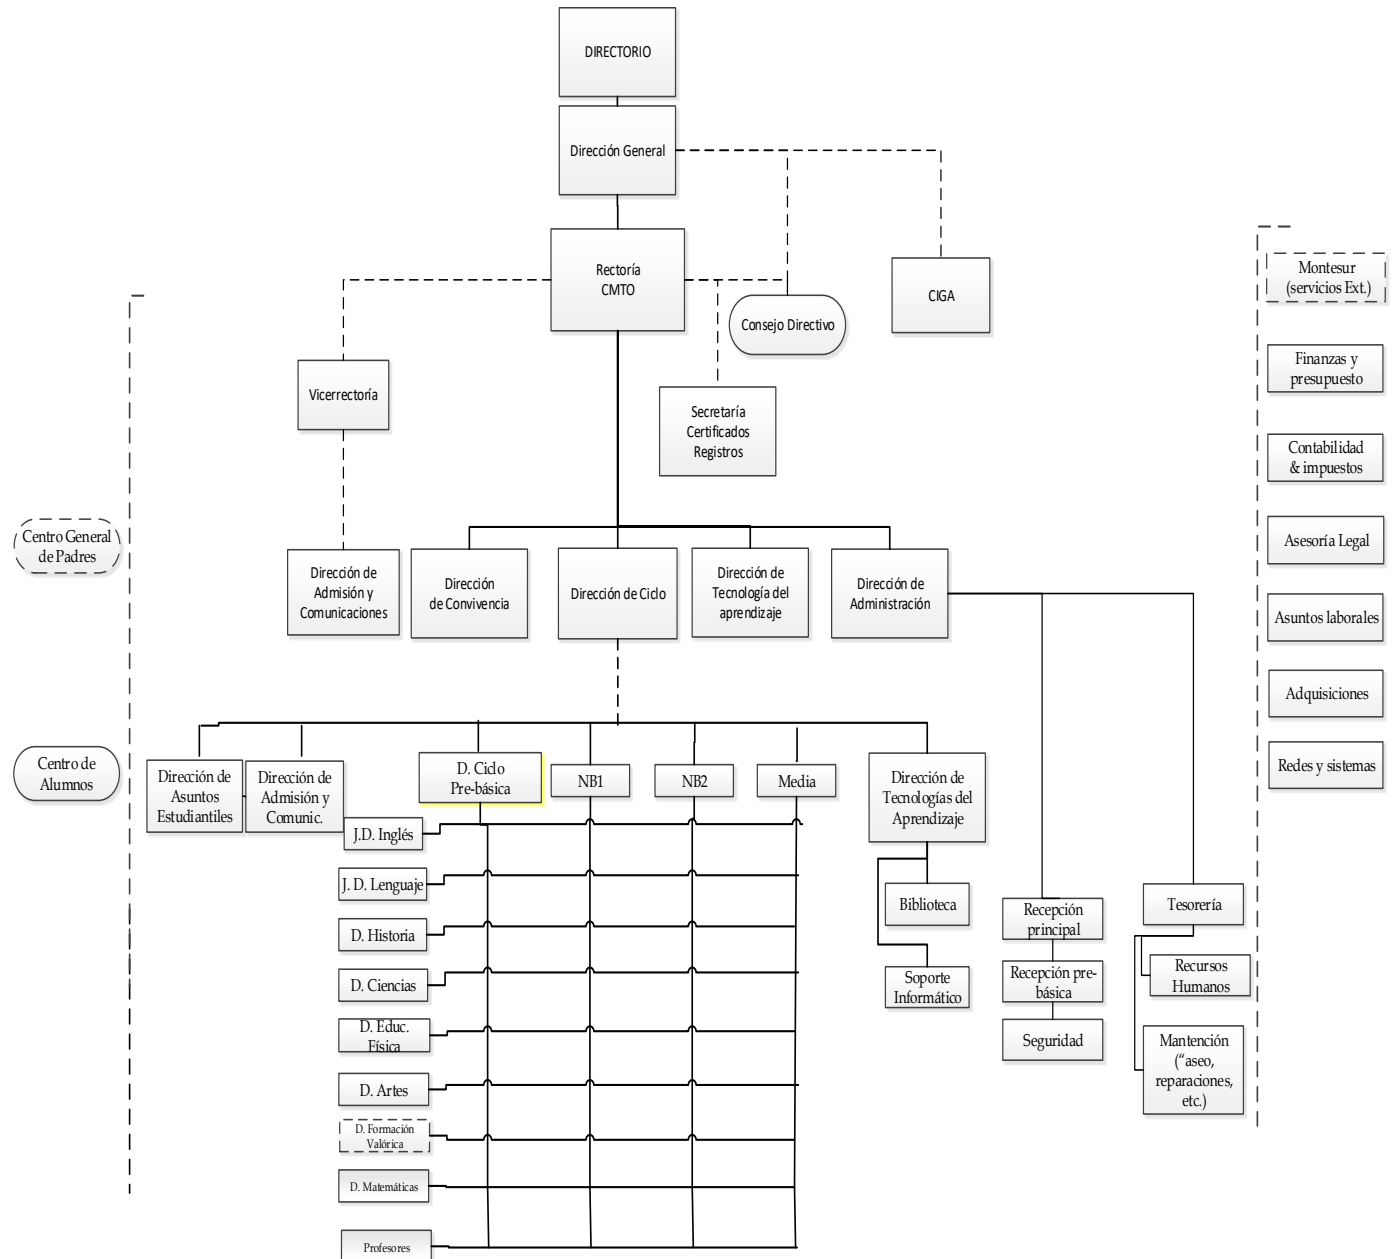 DIRECTORIO
Dirección General
Rectoría
CMTO
Consejo Directivo
CIGA
Vicerrectoría
Secretaría
Certificados
Registros
Montesur
(servicios Ext.)
Finanzas y
presupuesto
Contabilidad
& impuestos
Asesoría Legal
Asuntos laborales
Adquisiciones
Redes y sistemas
Centro General
de Padres
Centro de
Alumnos
Dirección de
Admisión y
Comunicaciones
Dirección
de Convivencia
Dirección de Ciclo
Dirección de
Tecnología del
aprendizaje
Dirección de
Administración
Dirección de
Asuntos
Estudiantiles
Dirección de
Admisión y
Comunic.
D. Ciclo
Pre-básica
NB1
NB2
Media
Dirección de
Tecnologías del
Aprendizaje
J.D. Inglés
J. D. Lenguaje
D. Historia
D. Ciencias
D. Educ.
Física
D. Artes
D. Formación
Valórica
D. Matemáticas
Profesores
Biblioteca
Soporte
Informático
Recepción
principal
Recepción pre-
básica
Seguridad
Tesorería
Recursos
Humanos
Mantención
(“aseo,
reparaciones,
etc.)